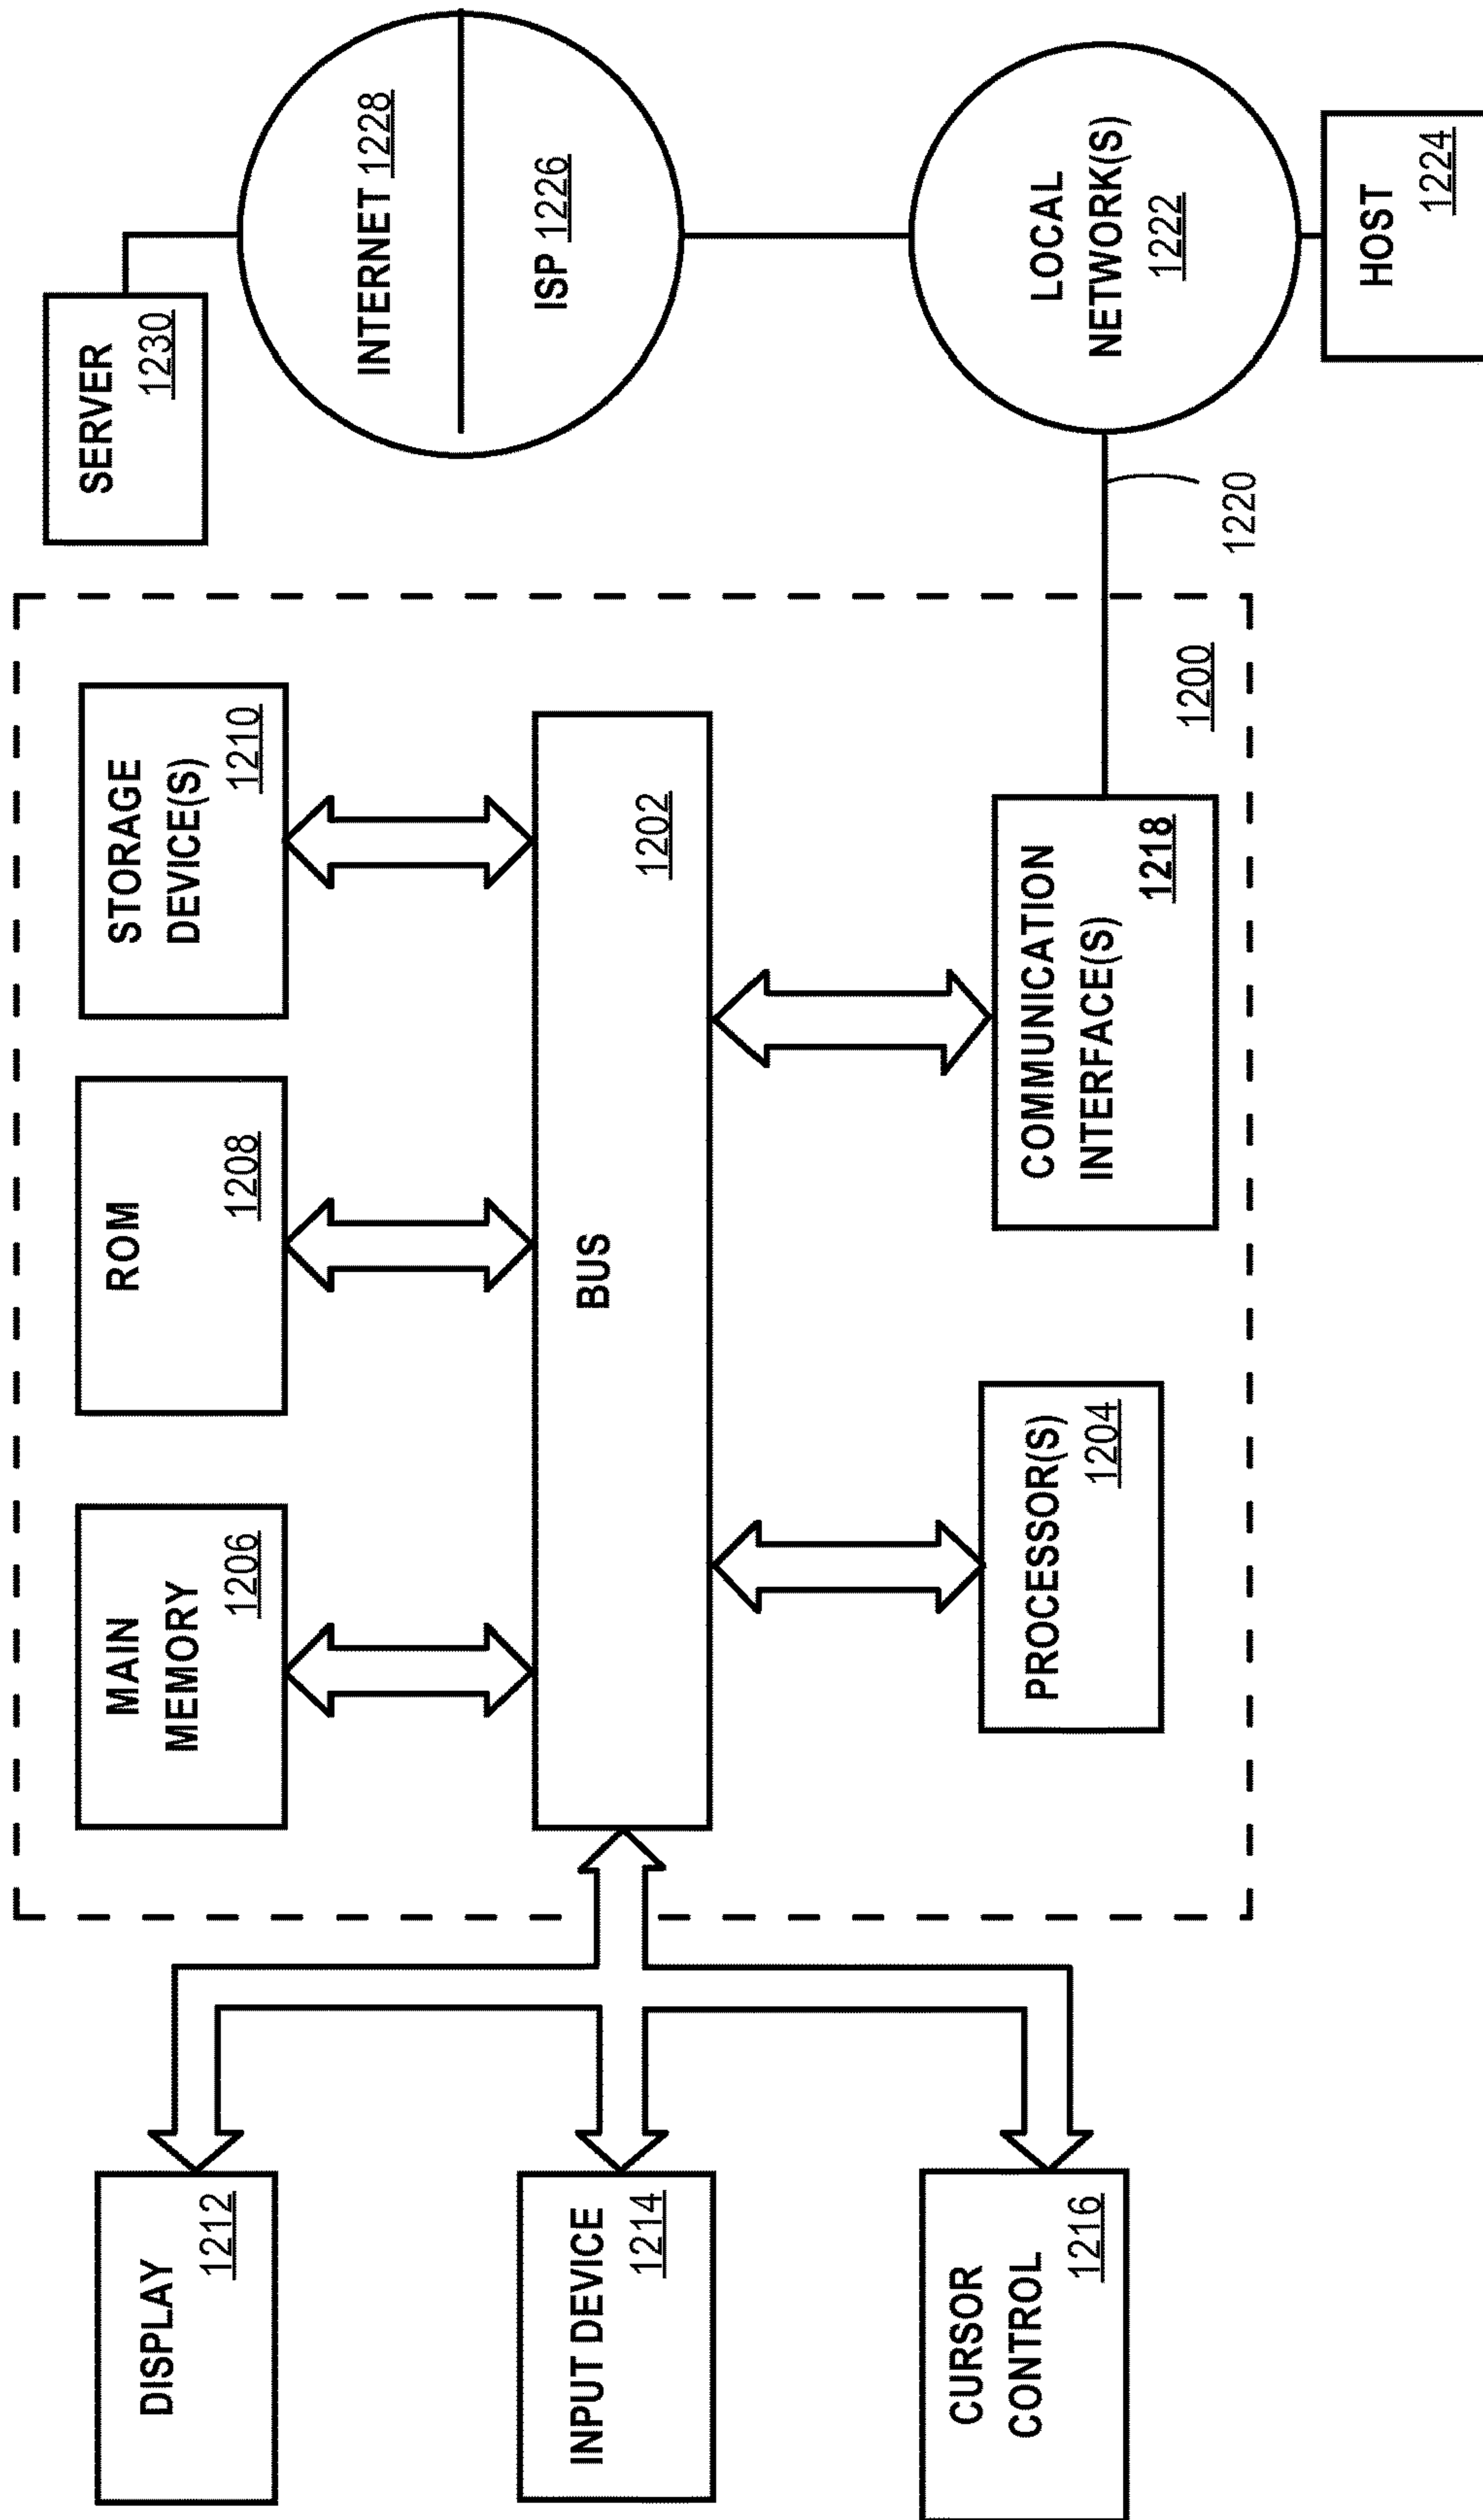 DISPLAY
1212
INPUT DEVICE
1214
CURSOR
CONTROL
1216
MAIN
MEMORY
1206
ROM
1208
STORAGE
DEVICE(S)
1210
BUS
1202
PROCESSOR(S)
1204
COMMUNICATION
INTERFACE(S)
1218
1200
1220
SERVER
1230
INTERNET 1228
ISP 1226
LOCAL
NETWORK(S)
1222
HOST
1224